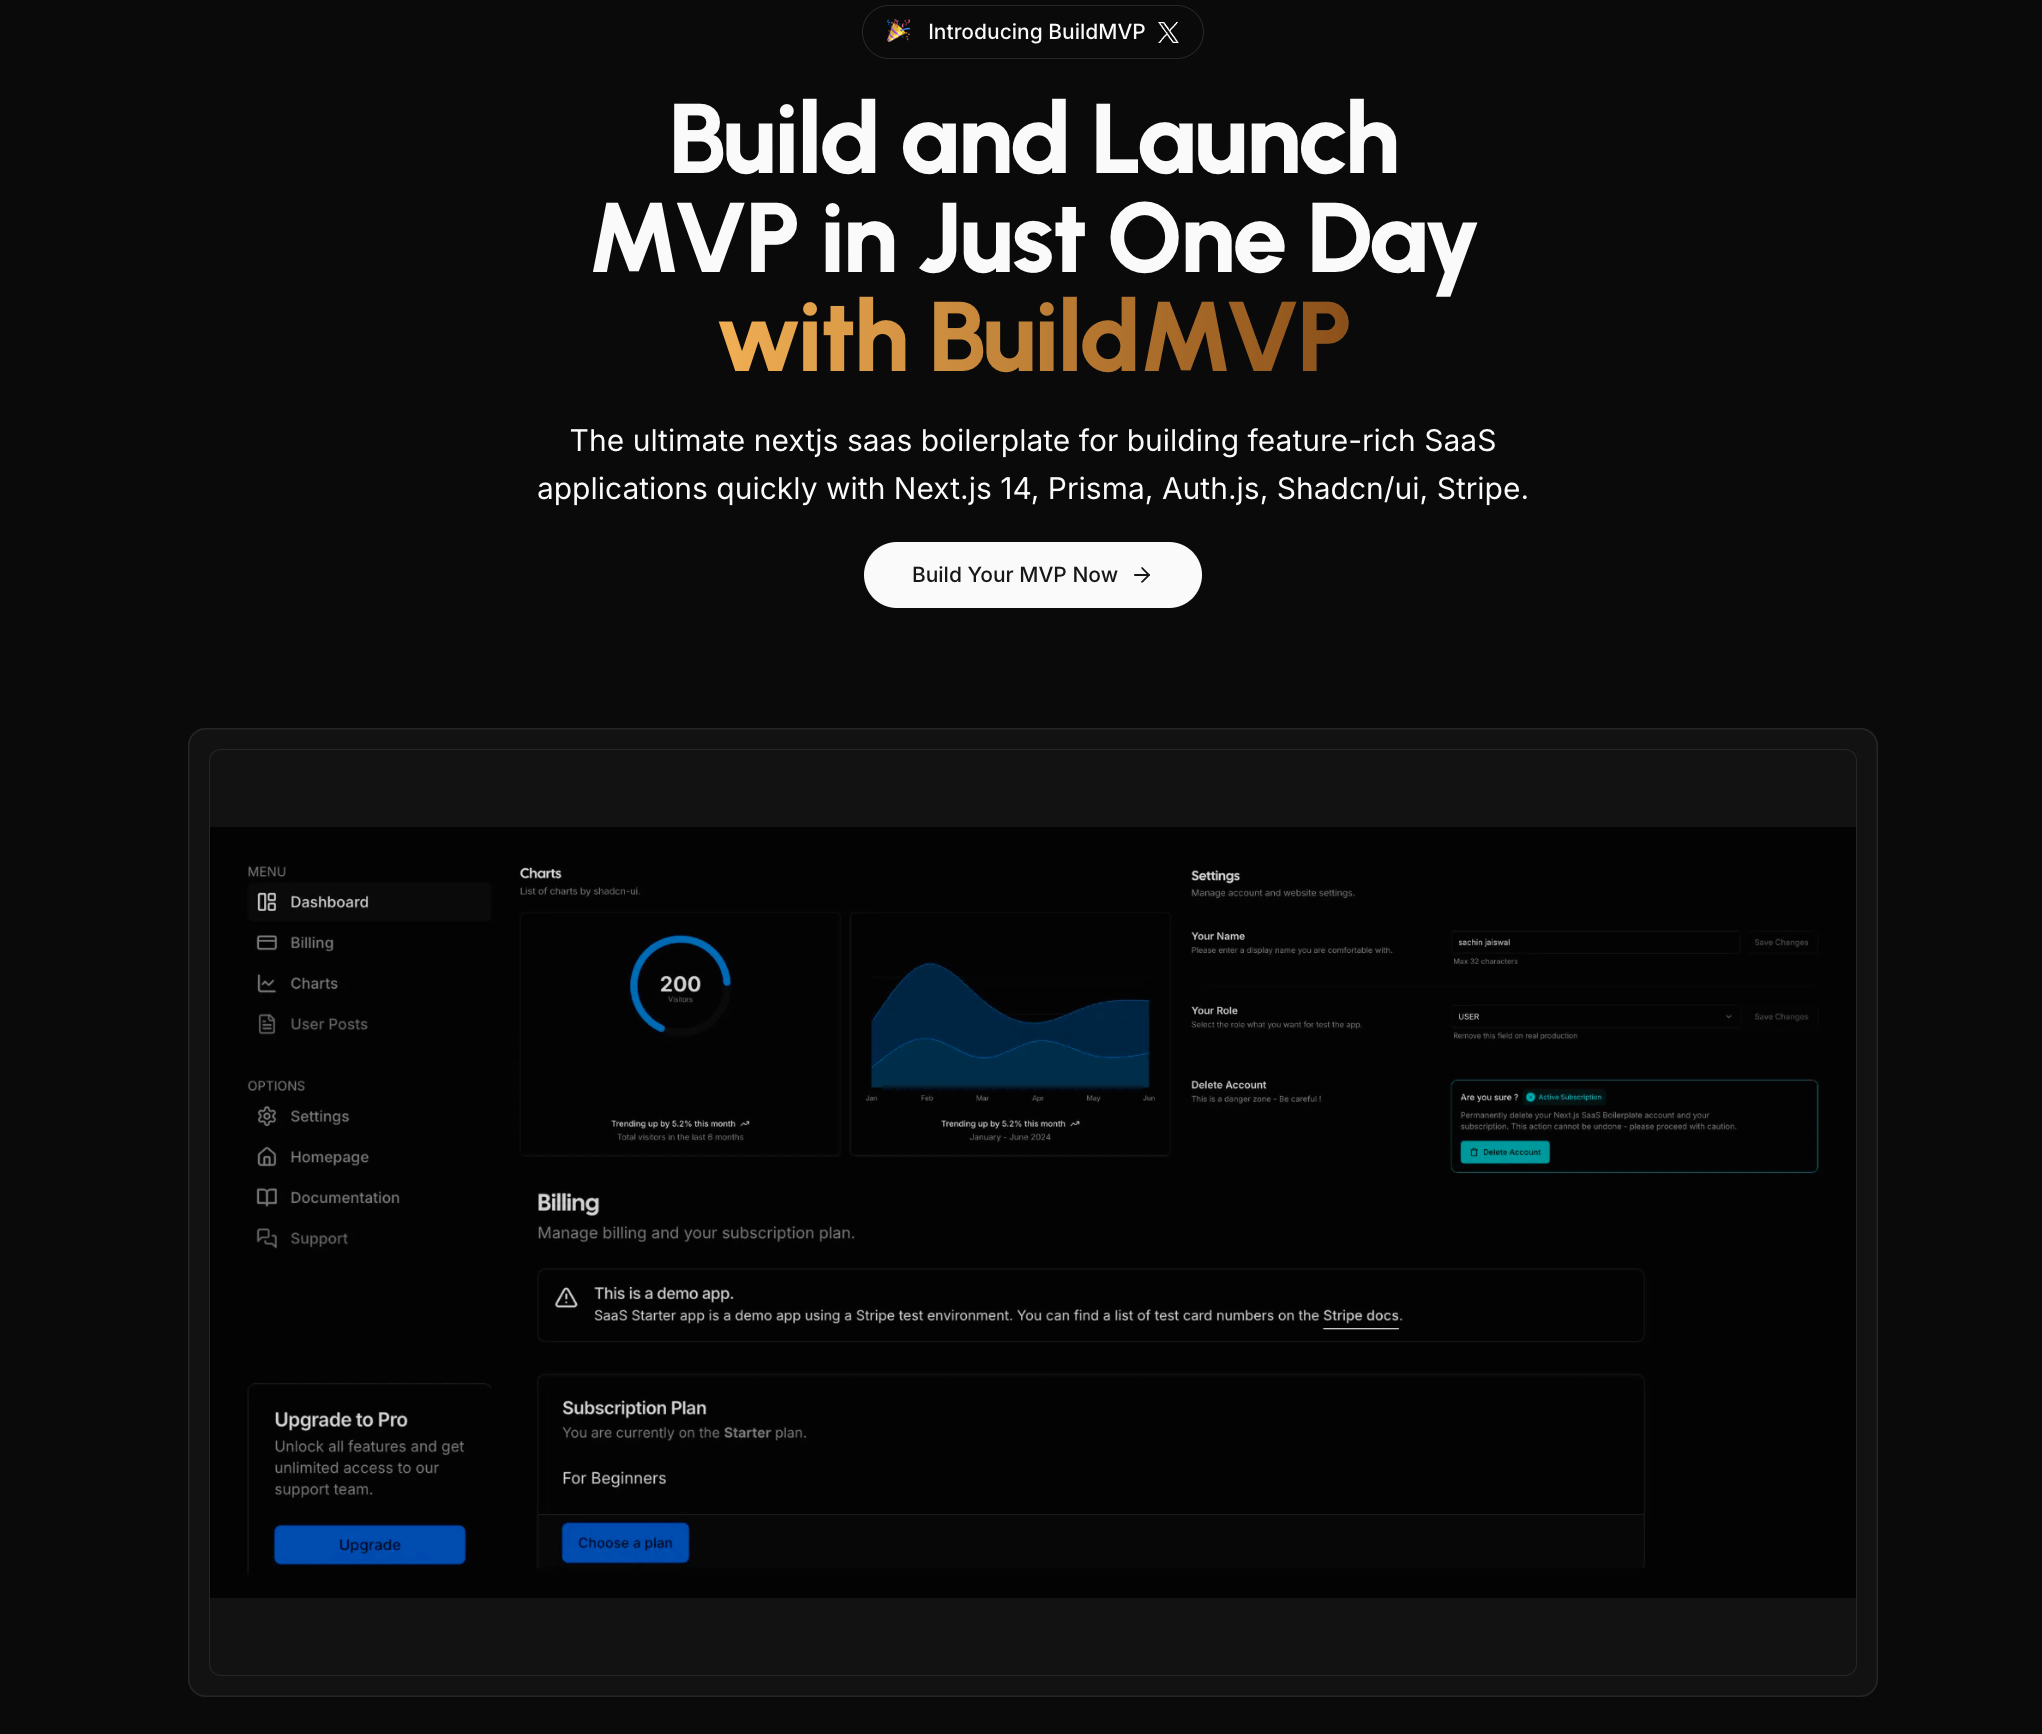 Introducing BuildMVP
Build and Launch
MVP in Just One Day
with BuildMVP
The ultimate nextjs saas boilerplate for building feature-rich SaaS
applications quickly with Next.js 14, Prisma, Auth.js, Shadcn/ui, Stripe.
Build Your MVP Now
MENU
Dashboard
Billing
Charts
User Posts
OPTIONS
Settings
Homepage
Documentation
Support
Upgrade to Pro
Unlock all features and get
unlimited access to our
support team.
Upgrade
Charts
List of charts by shadcn-ui.
200
Visitors
Trending up by 5.2% this month
Total visitors in the last 6 months
Jan Feb Mar Apr May Jun
Trending up by 5.2% this month
January - June 2024
Settings
Manage account and website settings.
Your Name
Please enter a display name you are comfortable with.
sachin jaiswal
Save Changes
Max 32 characters
Your Role
Select the role what you want for test the app.
USER
Save Changes
Remove this field on real production
Delete Account
This is a danger zone - Be careful !
Are you sure ?
Active Subscription
Permanently delete your Next.js SaaS Boilerplate account and your
subscription. This action cannot be undone - please proceed with caution.
Delete Account
Billing
Manage billing and your subscription plan.
This is a demo app.
SaaS Starter app is a demo app using a Stripe test environment. You can find a list of test card numbers on the Stripe docs.
Subscription Plan
You are currently on the Starter plan.
For Beginners
Choose a plan